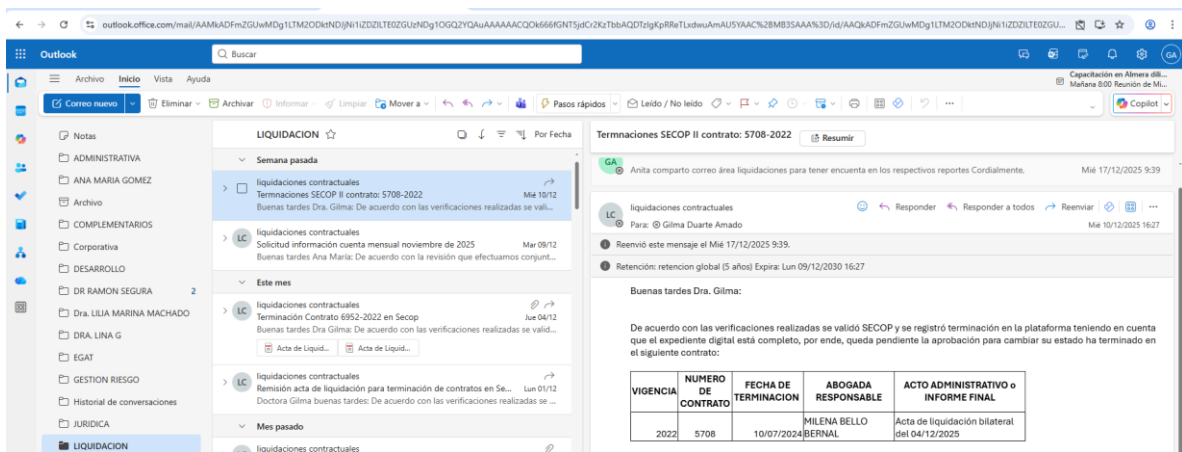 outlook.office.com/mail/
Outlook
Buscar
GA
Capacitación en Almera dili...
Mañana 8:00 Reunión de Mi...
Archivo Inicio Vista Ayuda
Correo nuevo Eliminar Archivar Informar Limpiar Mover a Pasos rápidos Leído / No leído ... Copilot
Notas
ADMINISTRATIVA
ANA MARIA GOMEZ
Archivo
COMPLEMENTARIOS
Corporativa
DESARROLLO
DR RAMON SEGURA 2
Dra. LILIA MARINA MACHADO
DRA. LINA G
EGAT
GESTION RIESGO
Historial de conversaciones
JURIDICA
LIQUIDACION
LIQUIDACION Por Fecha
Semana pasada
liquidaciones contractuales
Termnaciones SECOP II contrato: 5708-2022 Mié 10/12
Buenas tardes Dra. Gilma: De acuerdo con las verificaciones realizadas se vali...
LC
liquidaciones contractuales
Solicitud información cuenta mensual noviembre de 2025 Mar 09/12
Buenas tardes Ana María: De acuerdo con la revisión que efectuamos conjunt...
Este mes
LC
liquidaciones contractuales
Terminación Contrato 6952-2022 en Secop Jue 04/12
Buenas tardes Dra Gilma: De acuerdo con las verificaciones realizadas se valid...
Acta de Liquid... Acta de Liquid...
LC
liquidaciones contractuales
Remisión acta de liquidación para terminación de contratos en Se... Lun 01/12
Doctora Gilma buenas tardes: De acuerdo con las verificaciones realizadas se ...
Mes pasado
liquidaciones contractuales
Termnaciones SECOP II contrato: 5708-2022 Resumir
GA
Anita comparto correo área liquidaciones para tener encuenta en los respectivos reportes Cordialmente, Mié 17/12/2025 9:39
LC
liquidaciones contractuales Responder Responder a todos Reenviar ...
Para: Gilma Duarte Amado Mié 10/12/2025 16:27
Reenvió este mensaje el Mié 17/12/2025 9:39.
Retención: retencion global (5 años) Expira: Lun 09/12/2030 16:27
Buenas tardes Dra. Gilma:
De acuerdo con las verificaciones realizadas se validó SECOP y se registró terminación en la plataforma teniendo en cuenta
que el expediente digital está completo, por ende, queda pendiente la aprobación para cambiar su estado ha terminado en
el siguiente contrato:
VIGENCIA NUMERO DE CONTRATO FECHA DE TERMINACION ABOGADA RESPONSABLE ACTO ADMINISTRATIVO o INFORME FINAL
2022 5708 10/07/2024 MILENA BELLO BERNAL Acta de liquidación bilateral del 04/12/2025